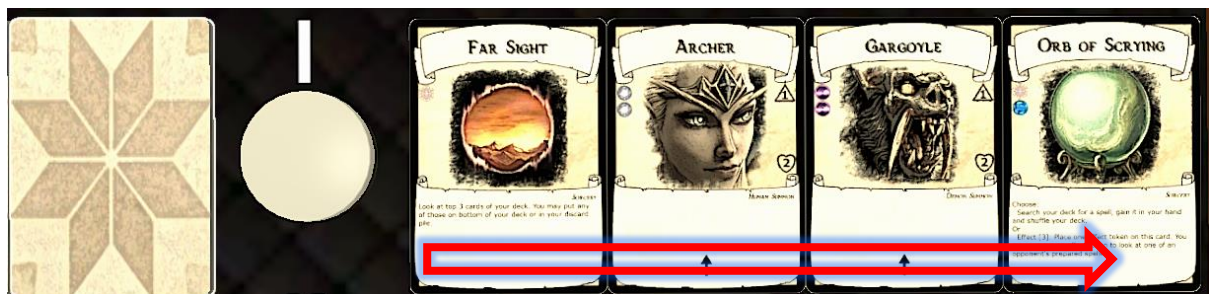 FAR SIGHT
SORCERY
Look at top 3 cards of your deck. You may put any
of those on bottom of your deck or in your discard
pile.
ARCHER
1
2
HUMAN SUMMON
GARGOYLE
1
2
DEMON SUMMON
ORB OF SCRYING
SORCERY
Choose:
Search your deck for a spell, gain it in your hand
and shuffle your deck.
Or
Effect [3]. Place one
token on this card. You
to look at one of an
opponent's prepared